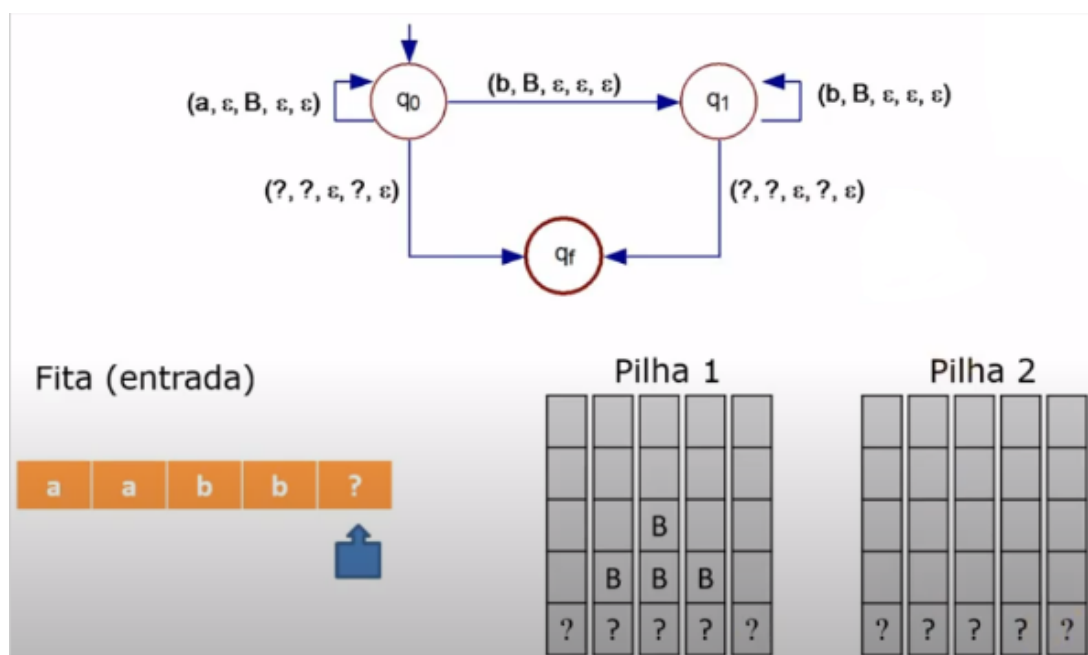 (a, ε, B, ε, ε)
q0
(b, B, ε, ε, ε)
q1
(b, B, ε, ε, ε)
(?, ?, ε, ?, ε)
(?, ?, ε, ?, ε)
qf
Fita (entrada)
Pilha 1
Pilha 2
a a b b ?
B
B B B
? ? ? ? ?
? ? ? ? ?